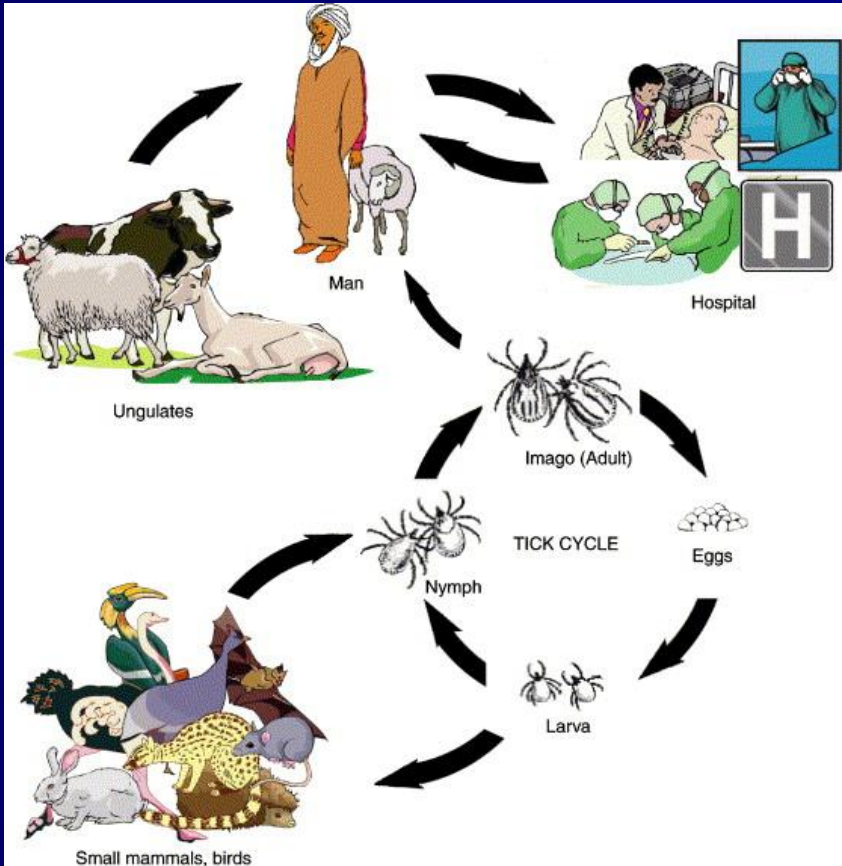 Man
H
Hospital
Ungulates
Imago (Adult)
TICK CYCLE
Eggs
Nymph
Larva
Small mammals, birds